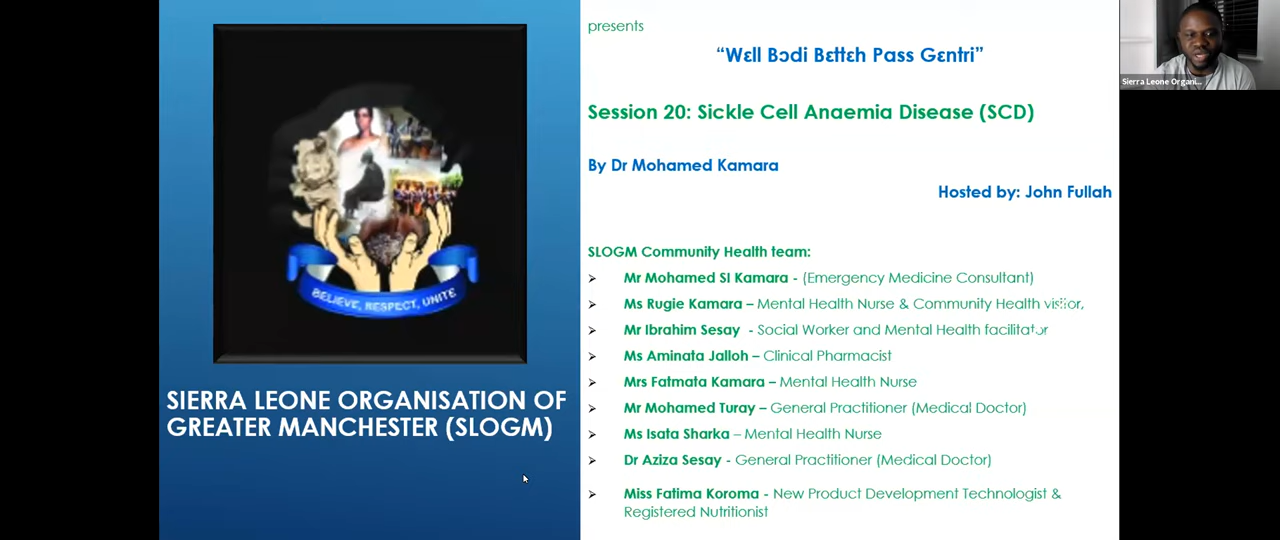 BELIEVE, RESPECT, UNITE
SIERRA LEONE ORGANISATION OF
GREATER MANCHESTER (SLOGM)
presents
“Wɛll Bɔdi Bɛttɛh Pass Gɛntri”
Session 20: Sickle Cell Anaemia Disease (SCD)
By Dr Mohamed Kamara
Hosted by: John Fullah
SLOGM Community Health team:
➢ Mr Mohamed SI Kamara - (Emergency Medicine Consultant)
➢ Ms Rugie Kamara – Mental Health Nurse & Community Health visitor,
➢ Mr Ibrahim Sesay - Social Worker and Mental Health facilitator
➢ Ms Aminata Jalloh – Clinical Pharmacist
➢ Mrs Fatmata Kamara – Mental Health Nurse
➢ Mr Mohamed Turay – General Practitioner (Medical Doctor)
➢ Ms Isata Sharka – Mental Health Nurse
➢ Dr Aziza Sesay - General Practitioner (Medical Doctor)
➢ Miss Fatima Koroma - New Product Development Technologist &
Registered Nutritionist
Sierra Leone Organi...